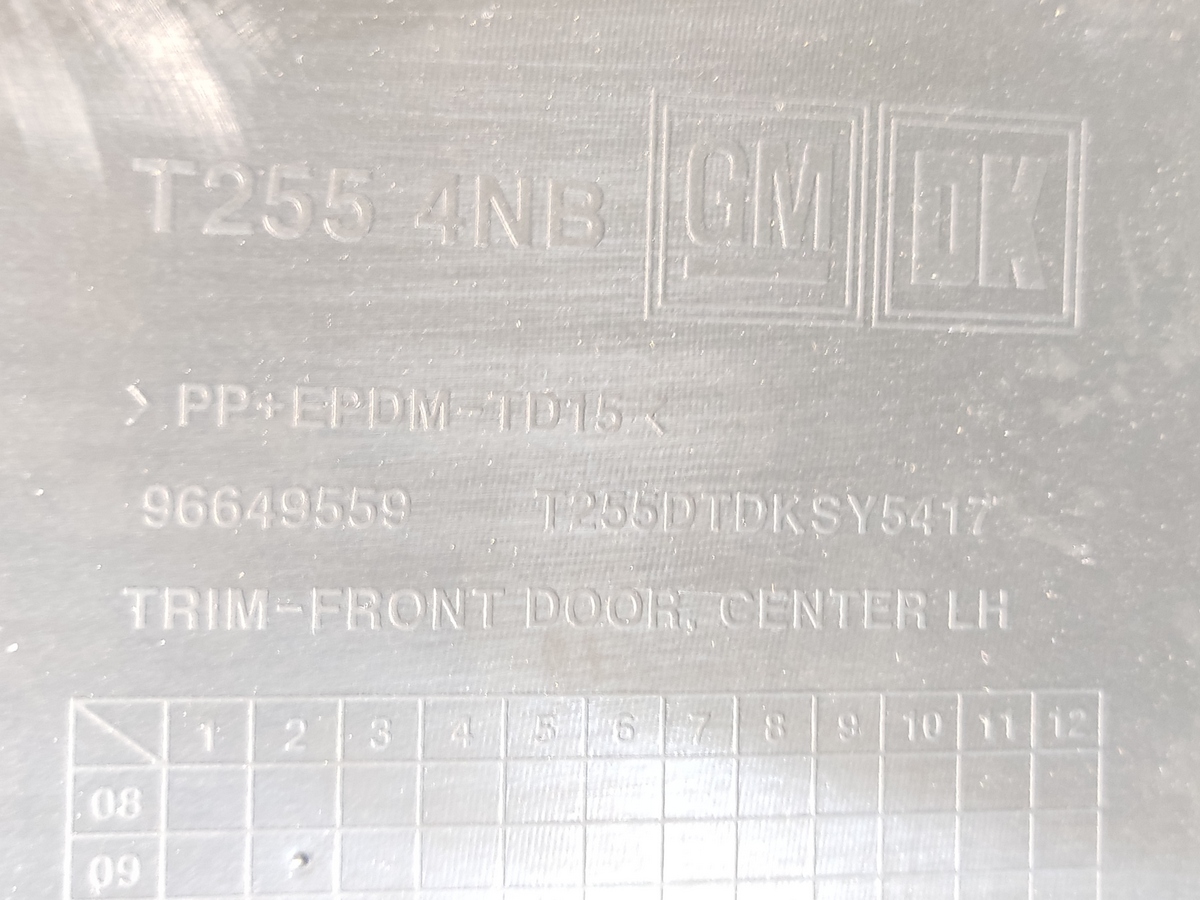 T255 4NB GM DK
>PP+EPDM-TD15<
96649559 T255DTDKSY5417
TRIM-FRONT DOOR, CENTER LH
1 2 3 4 5 6 7 8 9 10 11 12
08
09